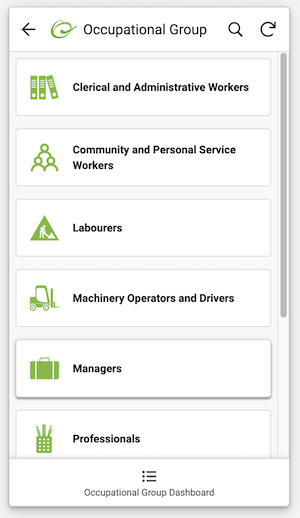 Occupational Group
Clerical and Administrative Workers
Community and Personal Service
Workers
Labourers
Machinery Operators and Drivers
Managers
Professionals
Occupational Group Dashboard